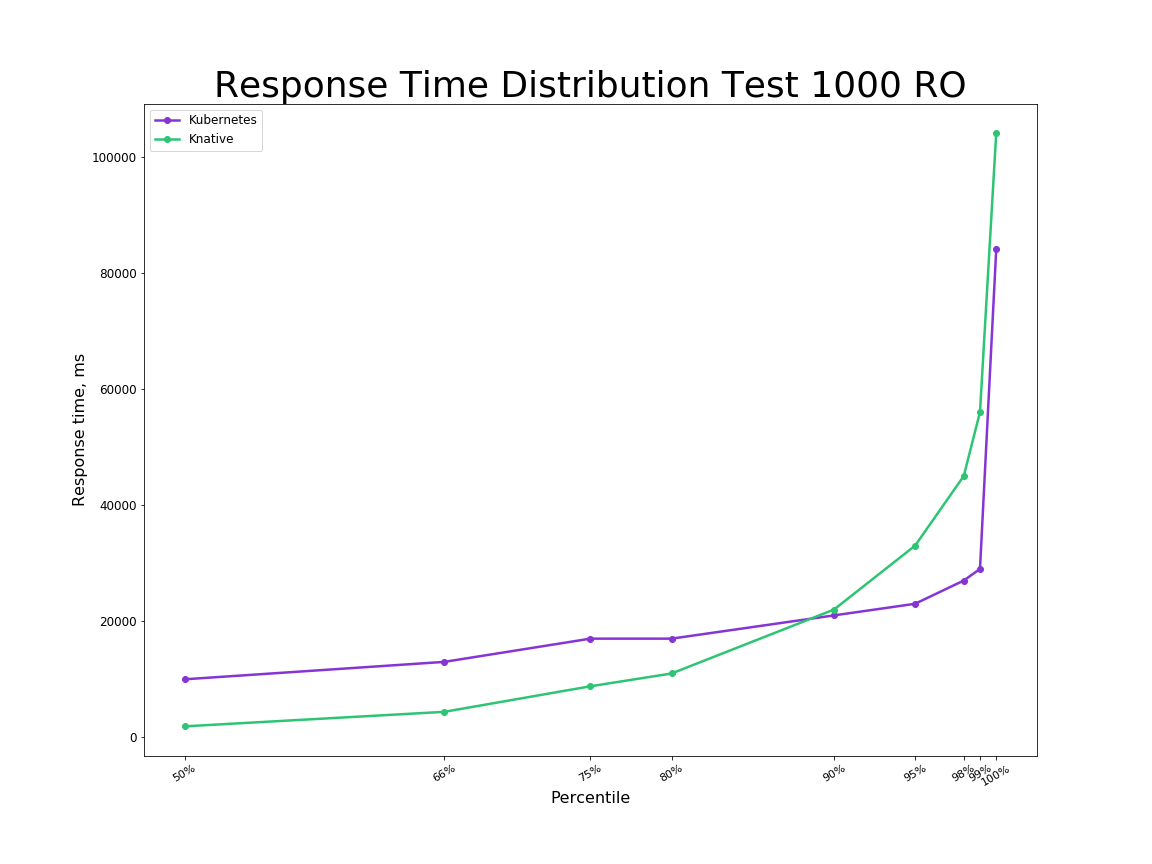 Response Time Distribution Test 1000 RO
Kubernetes
Knative
100000
80000
60000
40000
20000
0
Response time, ms
50% 66% 75% 80% 90% 95% 98% 99% 100%
Percentile